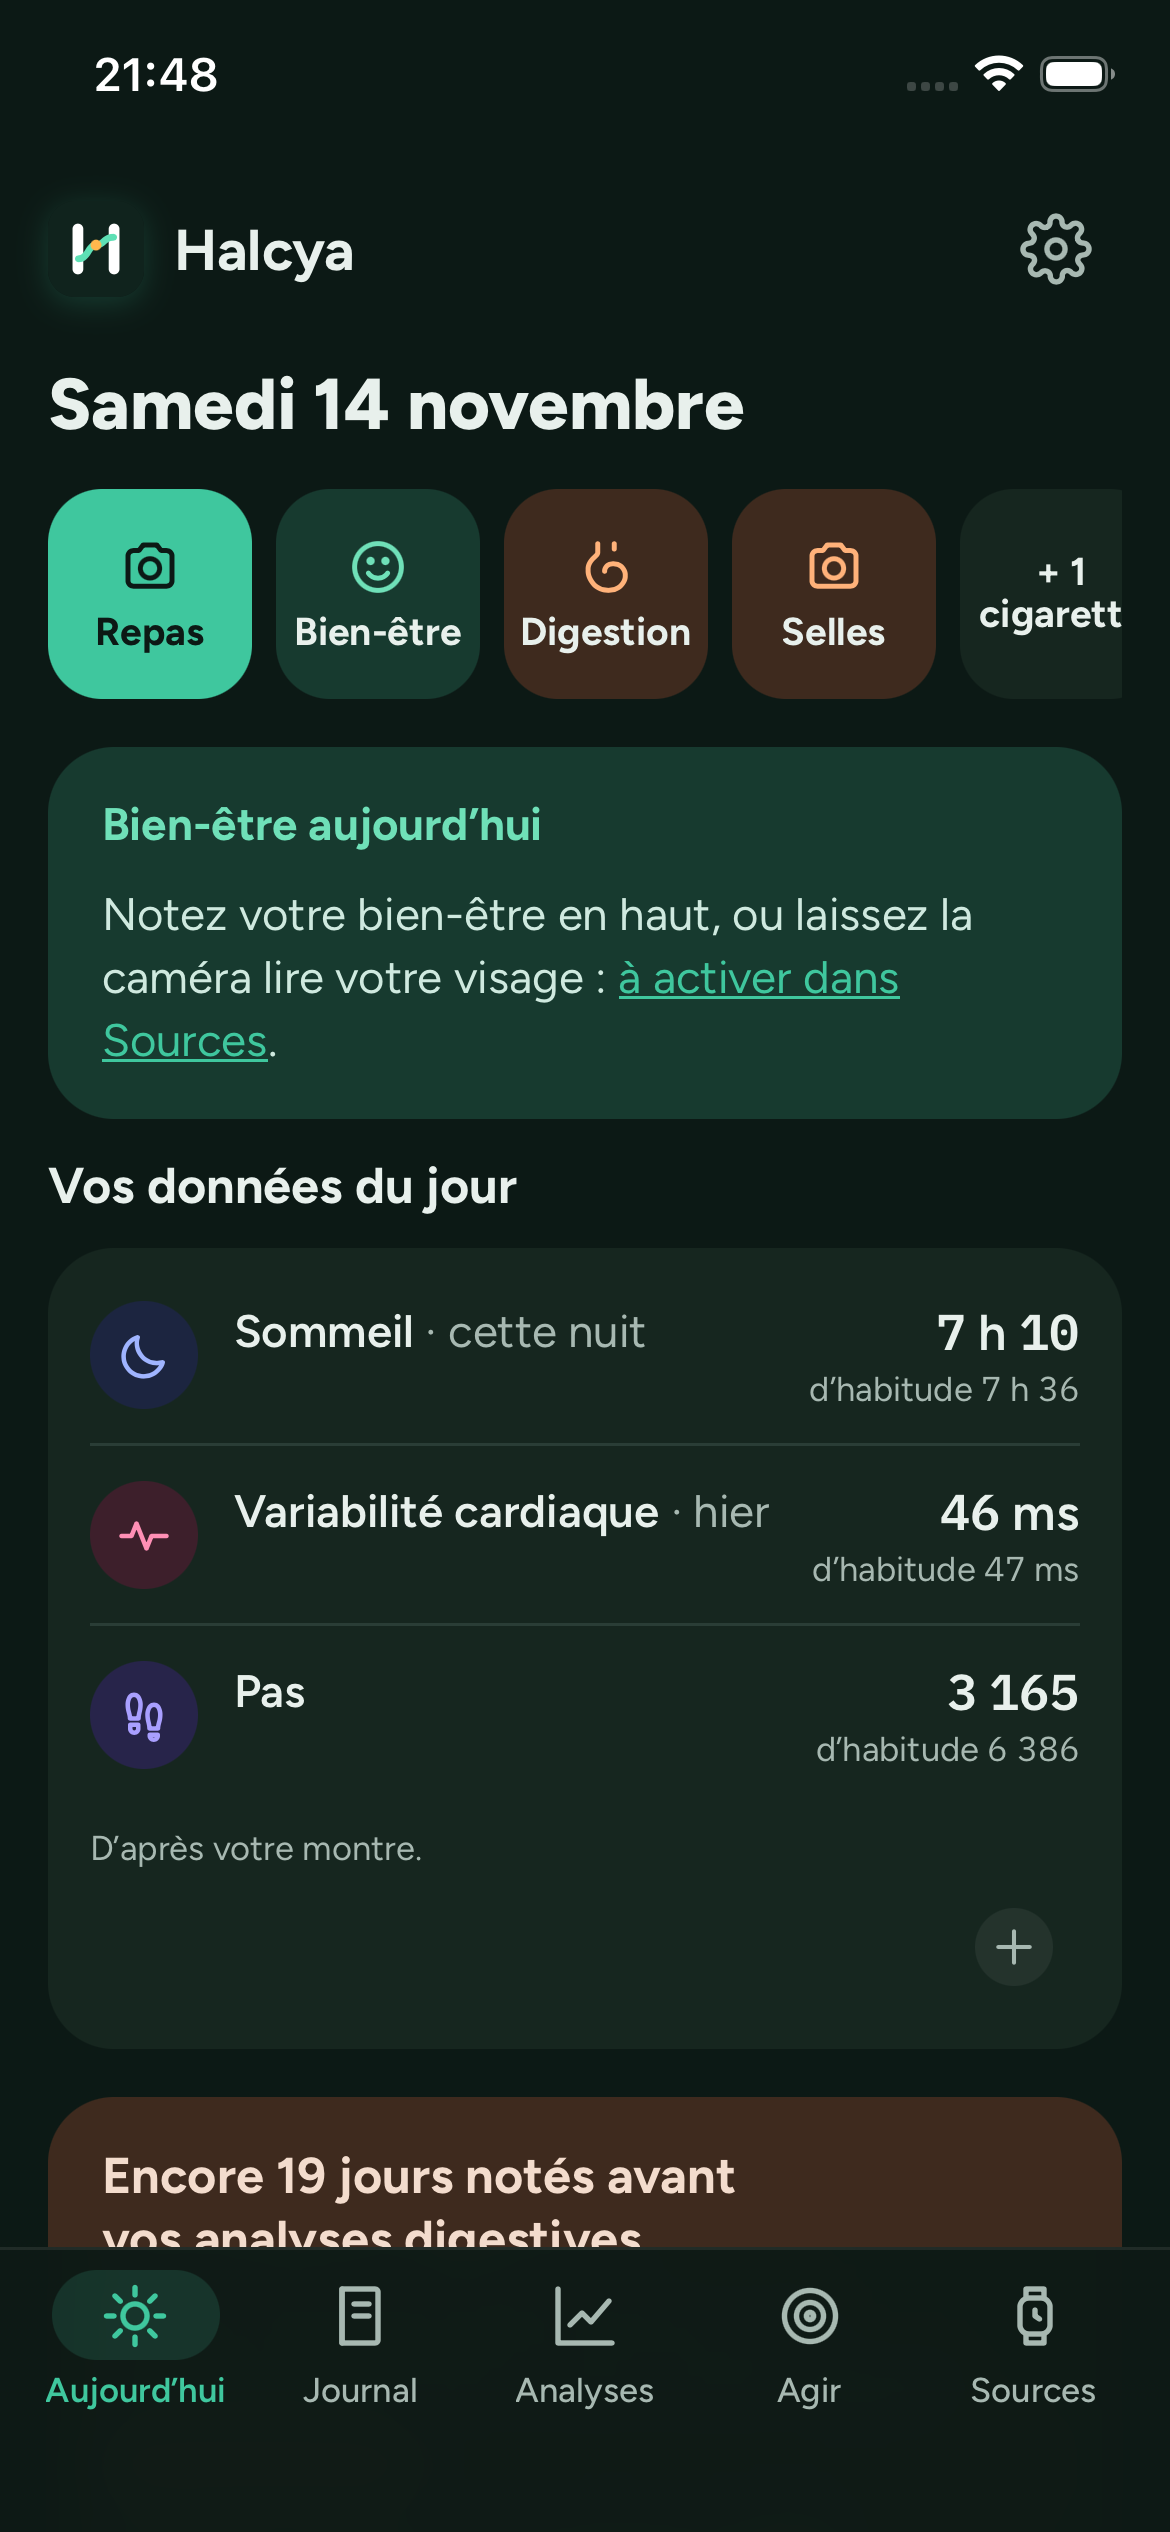 21:48
Halcya
Samedi 14 novembre
Repas
Bien-être
Digestion
Selles
+ 1
cigarett
Bien-être aujourd’hui
Notez votre bien-être en haut, ou laissez la
caméra lire votre visage : à activer dans
Sources.
Vos données du jour
Sommeil · cette nuit
7 h 10
d’habitude 7 h 36
Variabilité cardiaque · hier
46 ms
d’habitude 47 ms
Pas
3 165
d’habitude 6 386
D’après votre montre.
Encore 19 jours notés avant
vos analyses digestives
Aujourd’hui
Journal
Analyses
Agir
Sources